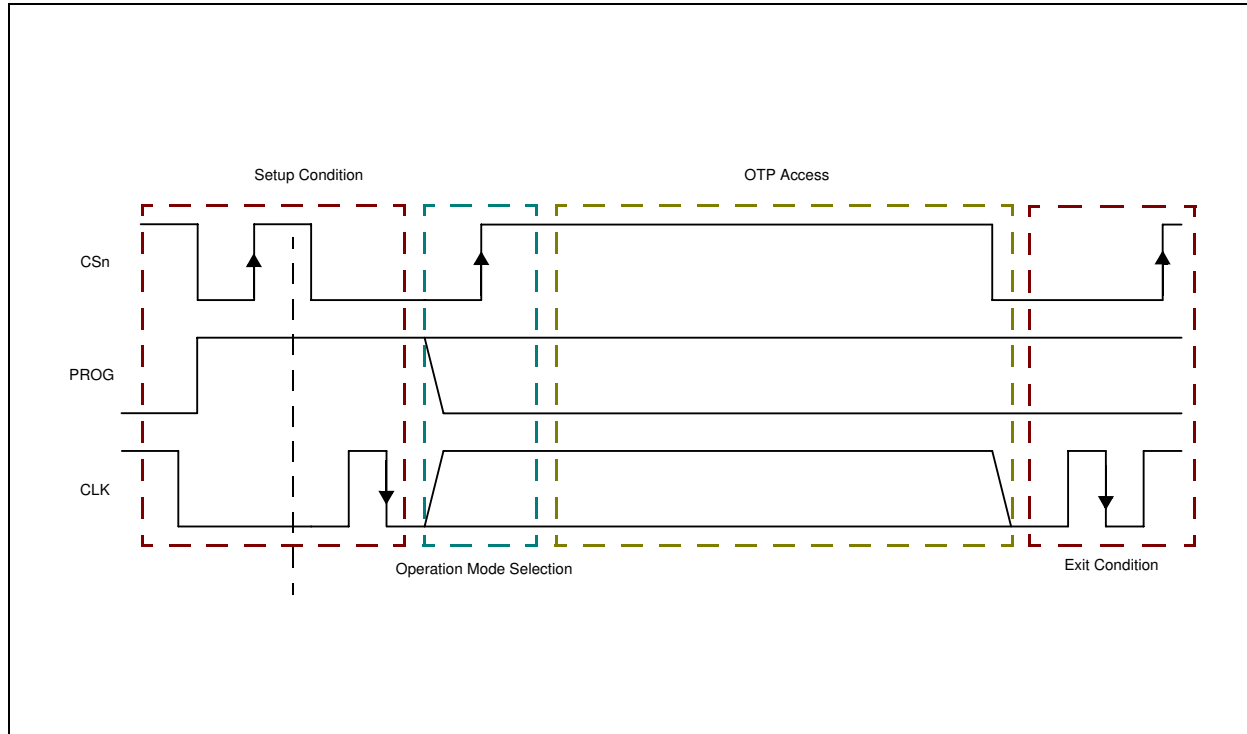 Setup Condition
OTP Access
CSn
PROG
CLK
Operation Mode Selection
Exit Condition